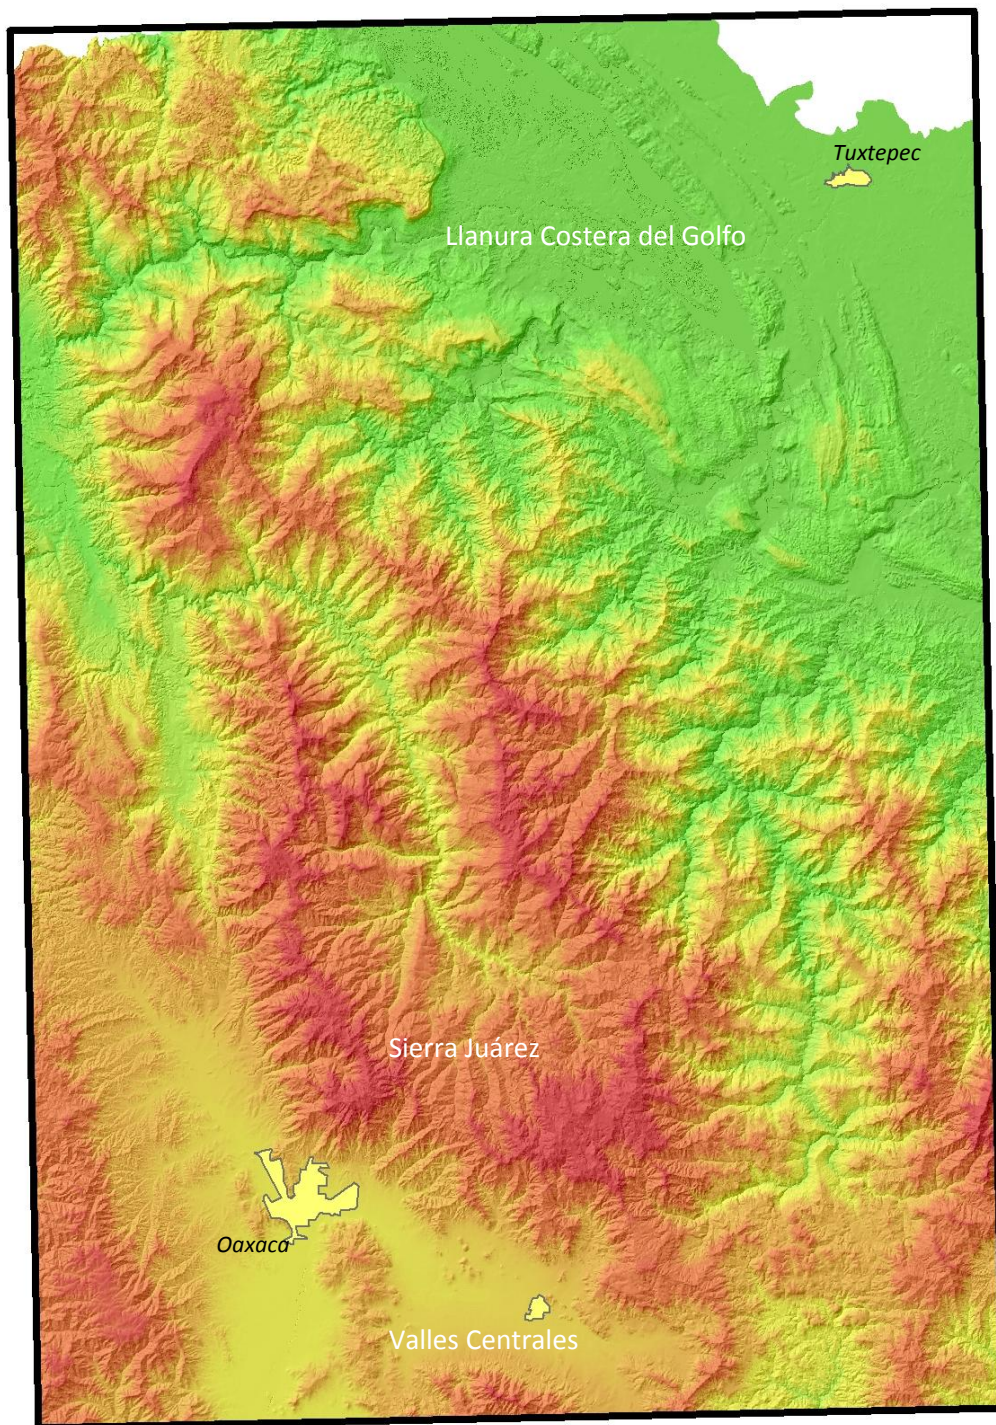 Tuxtepec
Llanura Costera del Golfo
Sierra Juárez
Oaxaca
Valles Centrales